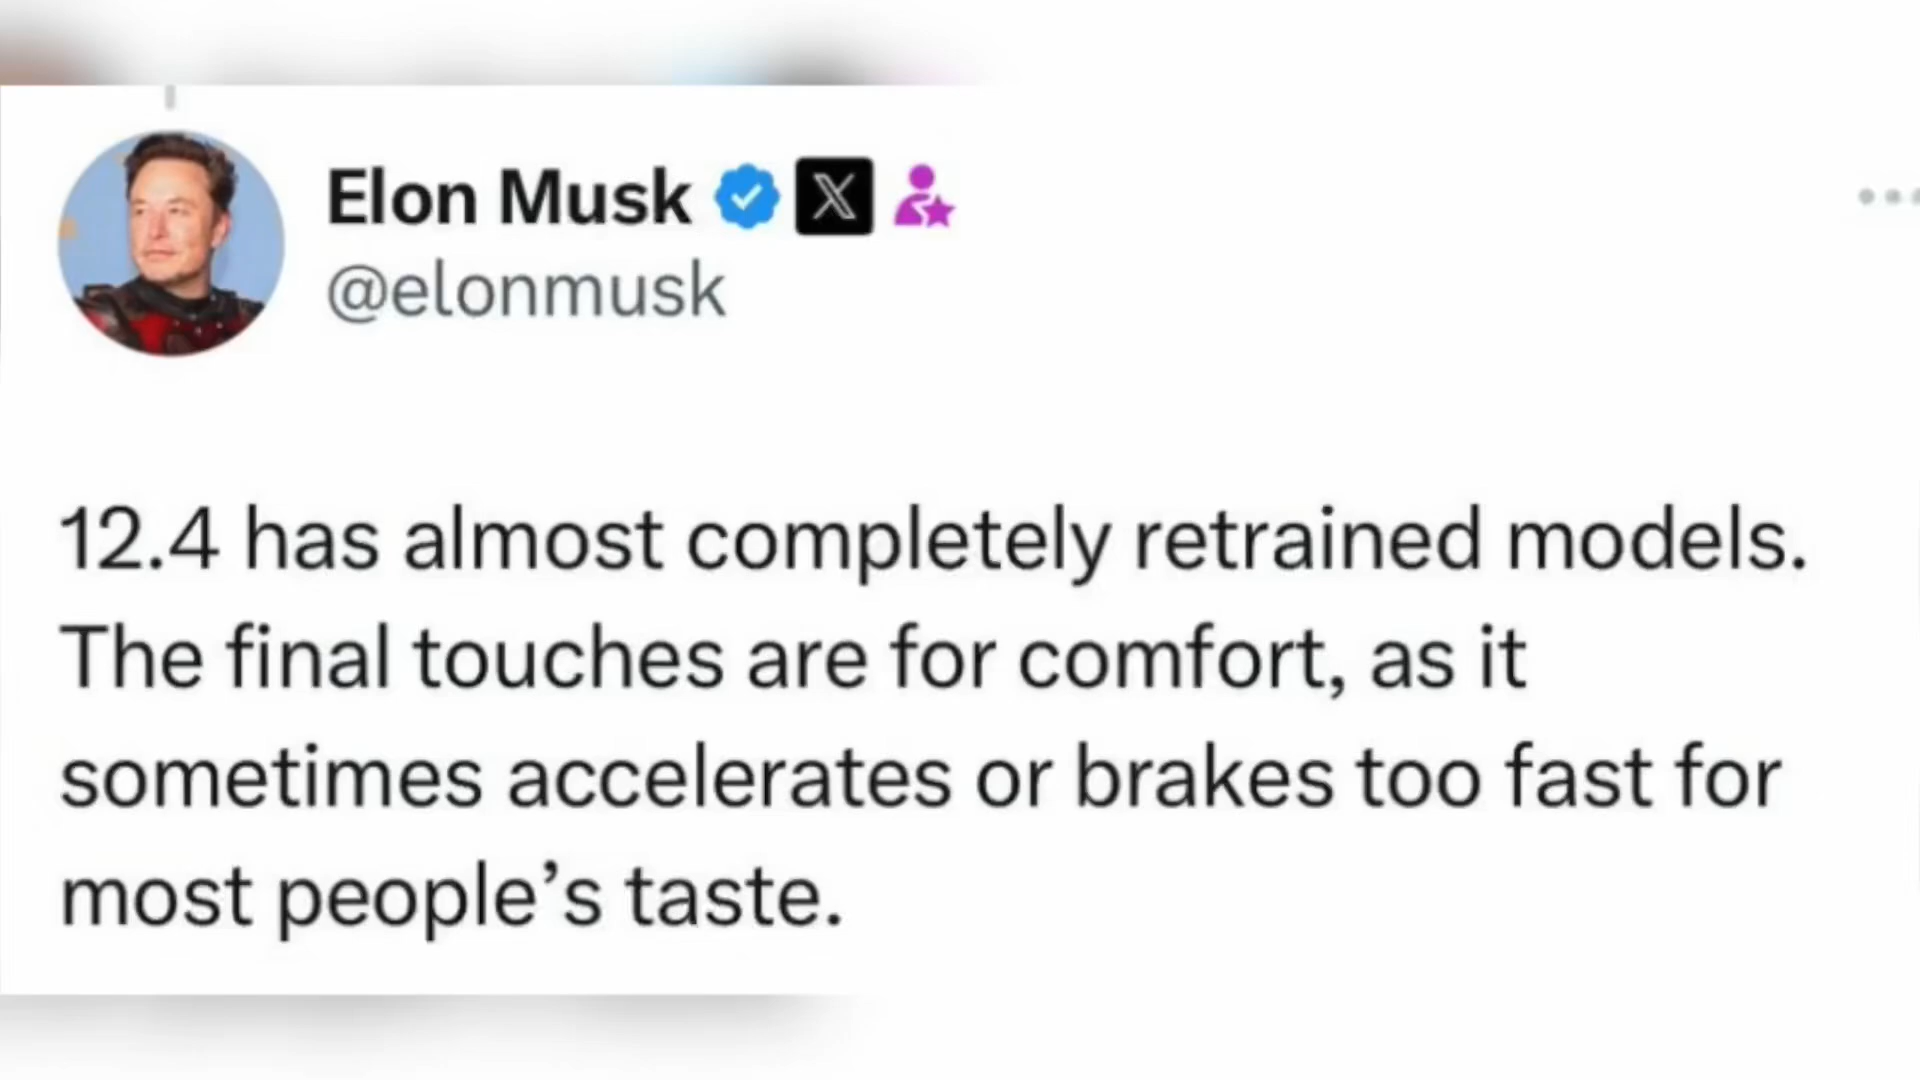 Elon Musk
@elonmusk
12.4 has almost completely retrained models.
The final touches are for comfort, as it
sometimes accelerates or brakes too fast for
most people’s taste.